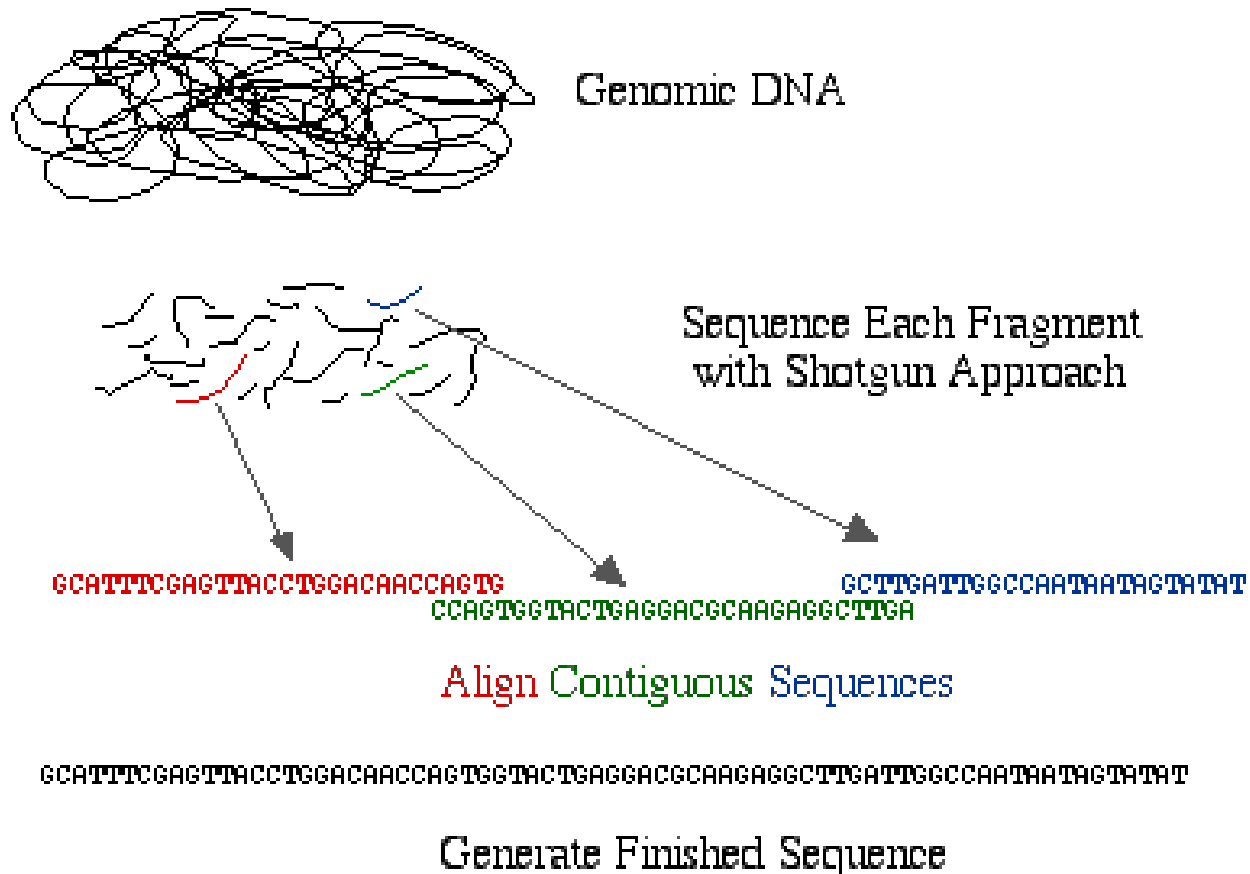 Genomic DNA
Sequence Each Fragment
with Shotgun Approach
GCATTTCGAGTTACCTGGACAACCAGTG
GCTTGATTGGCCAATAATAGTATAT
CCAGTGGTACTGAGGACGCAAGAGGCTTGA
Align Contiguous Sequences
GCATTTCGAGTTACCTGGACAACCAGTGGTACTGAGGACGCAAGAGGCTTGATTGGCCAATAATAGTATAT
Generate Finished Sequence